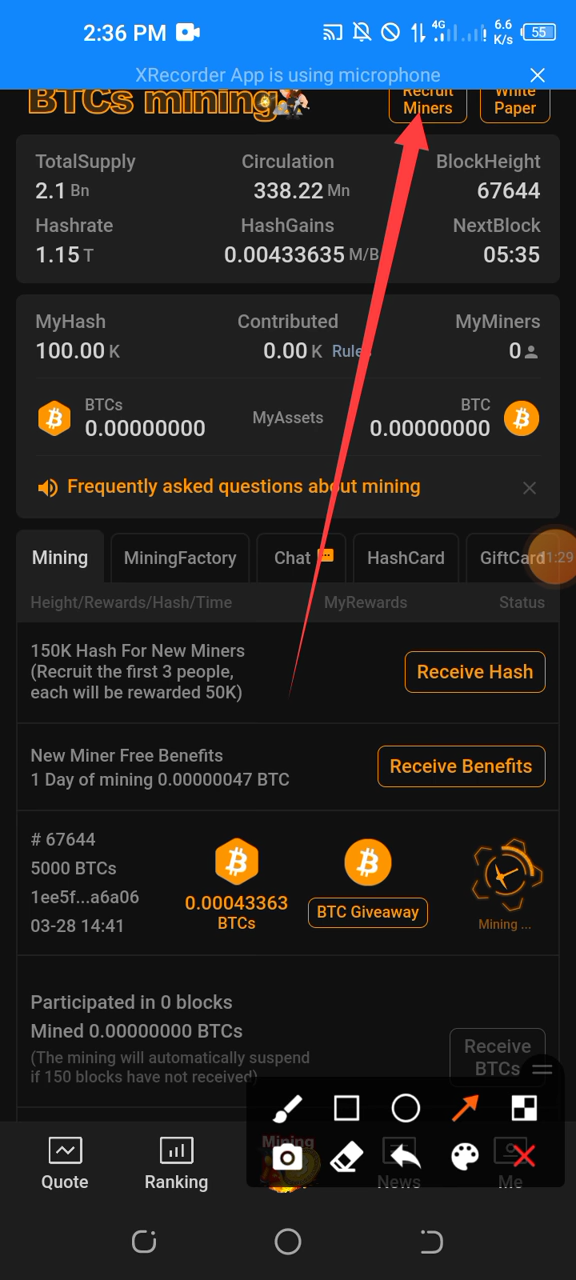 2:36 PM 4G 6.6 K/s 55
XRecorder App is using microphone
BTCs mining Recruit Miners White Paper
TotalSupply Circulation BlockHeight
2.1 Bn 338.22 Mn 67644
Hashrate HashGains NextBlock
1.15 T 0.00433635 M/B 05:35
MyHash Contributed MyMiners
100.00 K 0.00 K Rules 0
BTCs MyAssets BTC
0.00000000 0.00000000
Frequently asked questions about mining
Mining MiningFactory Chat HashCard GiftCard 11:29
Height/Rewards/Hash/Time MyRewards Status
150K Hash For New Miners
(Recruit the first 3 people,
each will be rewarded 50K)
Receive Hash
New Miner Free Benefits
1 Day of mining 0.00000047 BTC
Receive Benefits
# 67644
5000 BTCs
1ee5f...a6a06
03-28 14:41
0.00043363
BTCs
BTC Giveaway
Mining ...
Participated in 0 blocks
Mined 0.00000000 BTCs
(The mining will automatically suspend
if 150 blocks have not received)
Receive
BTCs
Quote Ranking Mining News Me